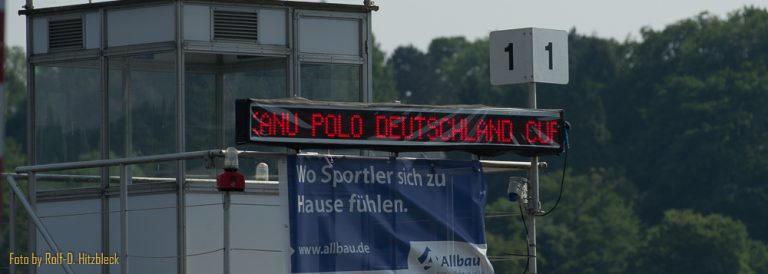 1 1
KANU POLO DEUTSCHLAND CUP
Wo Sportler sich zu
Hause fühlen.
www.allbau.de
Allbau
Foto by Rolf-D. Hitzbleck